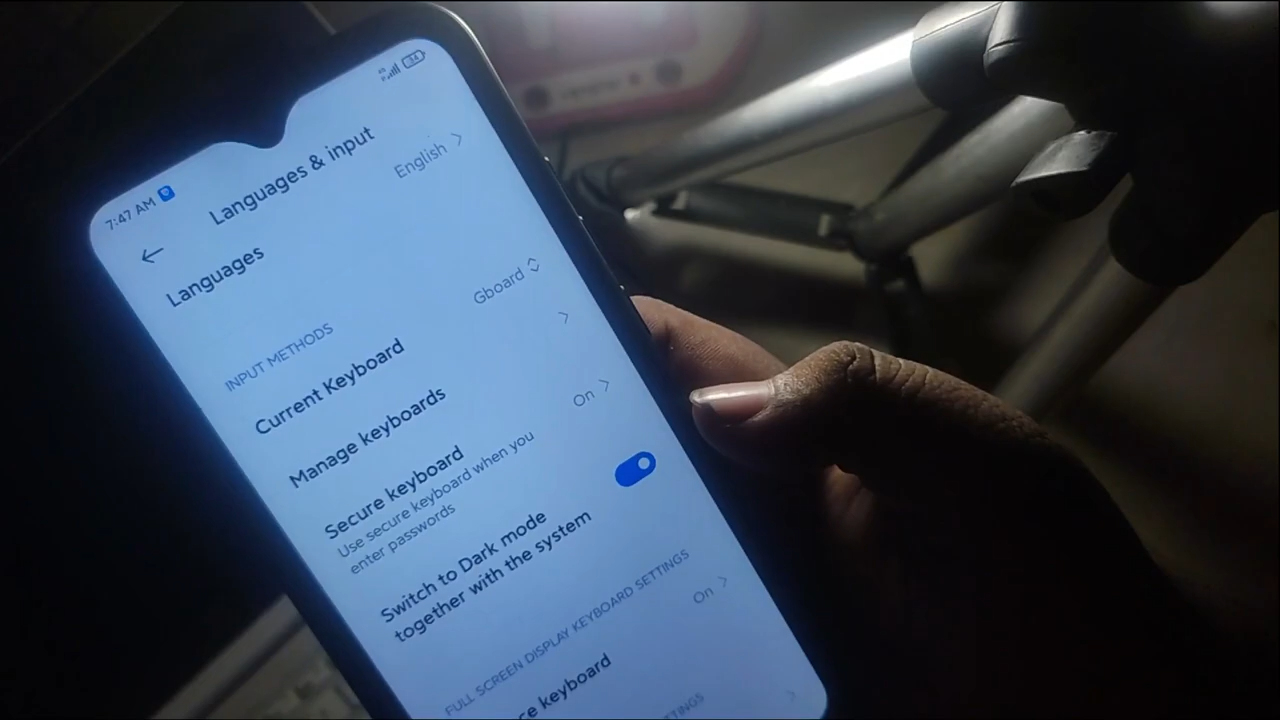 7:47 AM
4G
34
Languages & input
Languages
English
INPUT METHODS
Current Keyboard
Gboard
Manage keyboards
Secure keyboard
On
Use secure keyboard when you
enter passwords
Switch to Dark mode
together with the system
FULL SCREEN DISPLAY KEYBOARD SETTINGS
keyboard
On